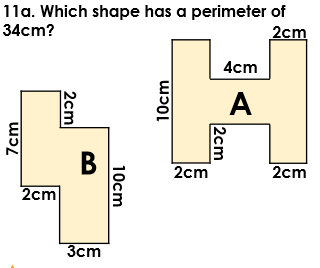 11a. Which shape has a perimeter of
34cm?
2cm
4cm
10cm
A
2cm
2cm
2cm
2cm
7cm
B
10cm
2cm
3cm